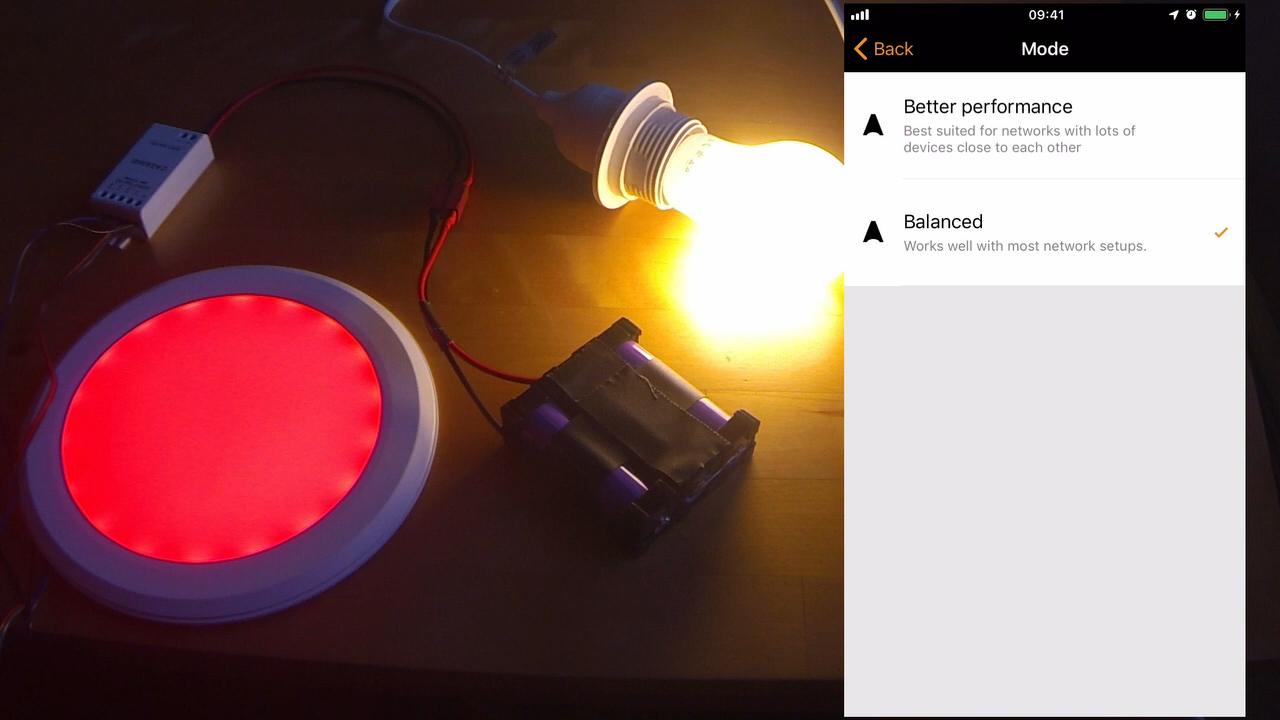 09:41
Back
Mode
Better performance
Best suited for networks with lots of
devices close to each other
Balanced
Works well with most network setups.